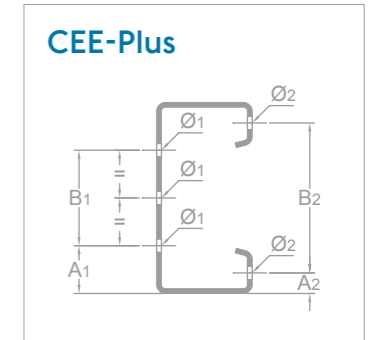 CEE-Plus
Ø2
Ø1
=
Ø1
B1
B2
=
Ø1
Ø2
A1
A2